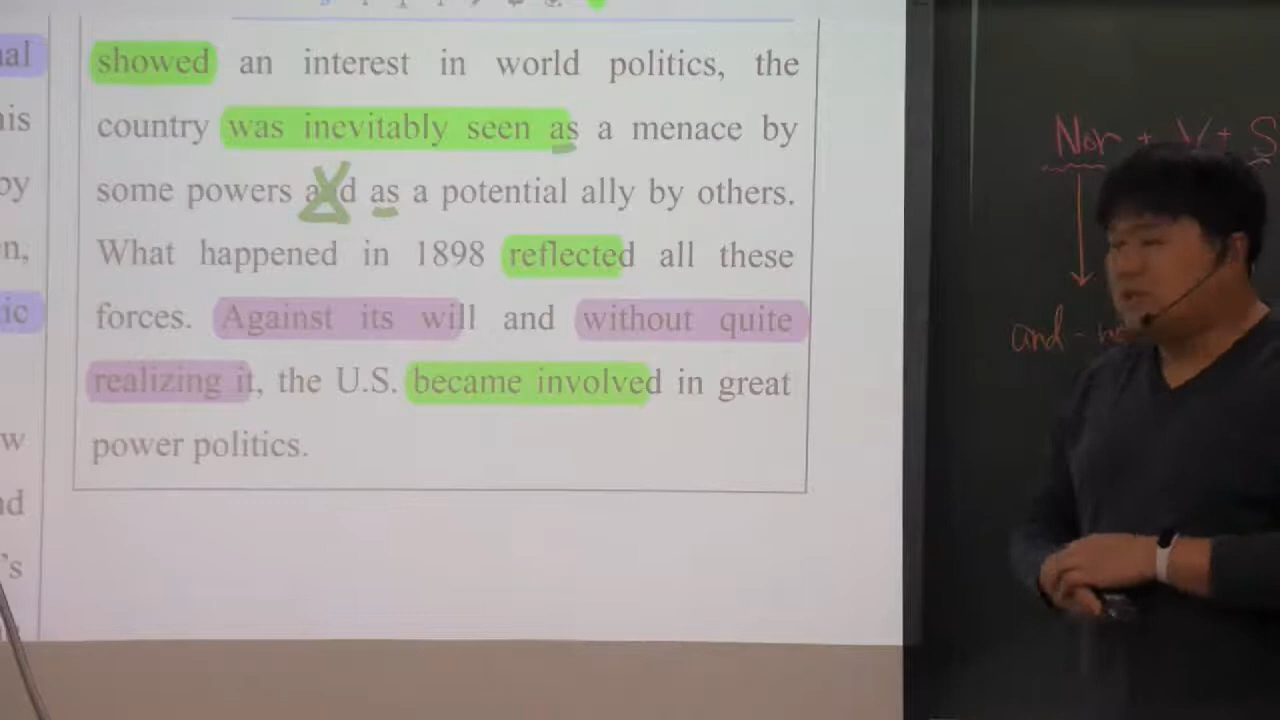 showed an interest in world politics, the
country was inevitably seen as a menace by
some powers and as a potential ally by others.
What happened in 1898 reflected all these
forces. Against its will and without quite
realizing it, the U.S. became involved in great
power politics.
Nor + V + S
and -